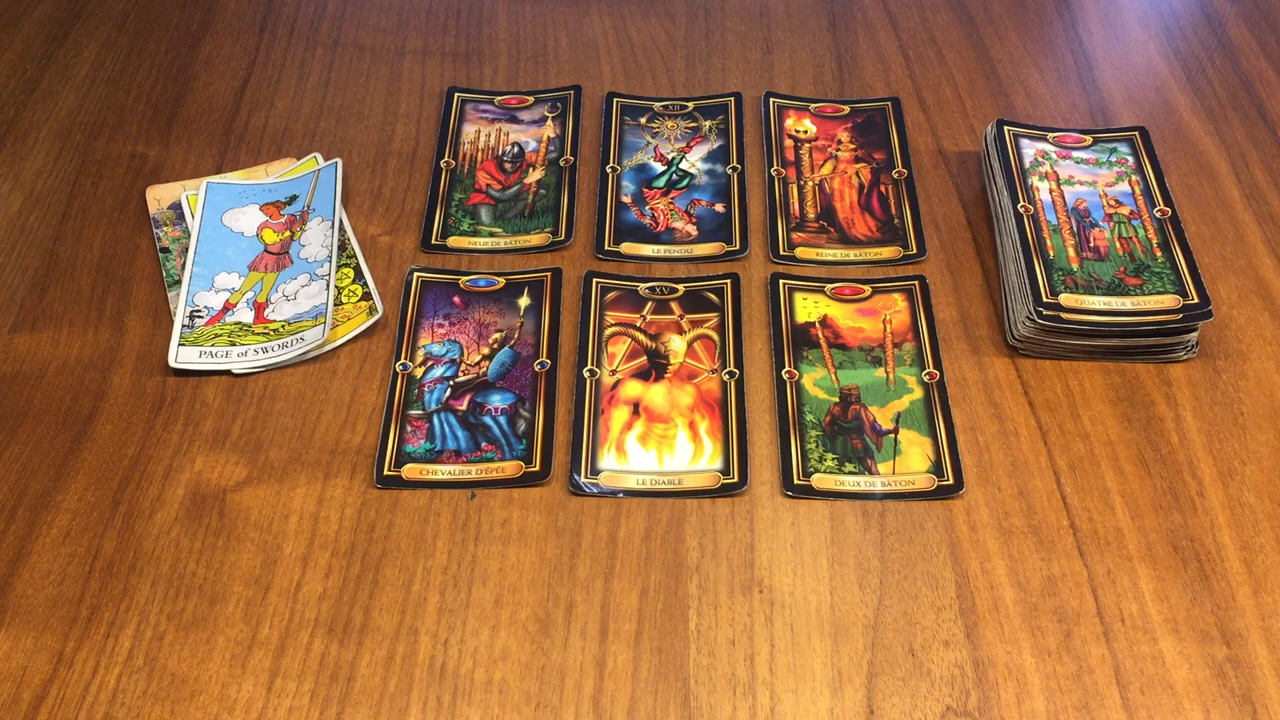 NEUF DE BÂTON
XII
LE PENDU
REINE DE BÂTON
QUATRE DE BÂTON
PAGE of SWORDS.
CHEVALIER D'ÉPÉE
XV
LE DIABLE
DEUX DE BÂTON